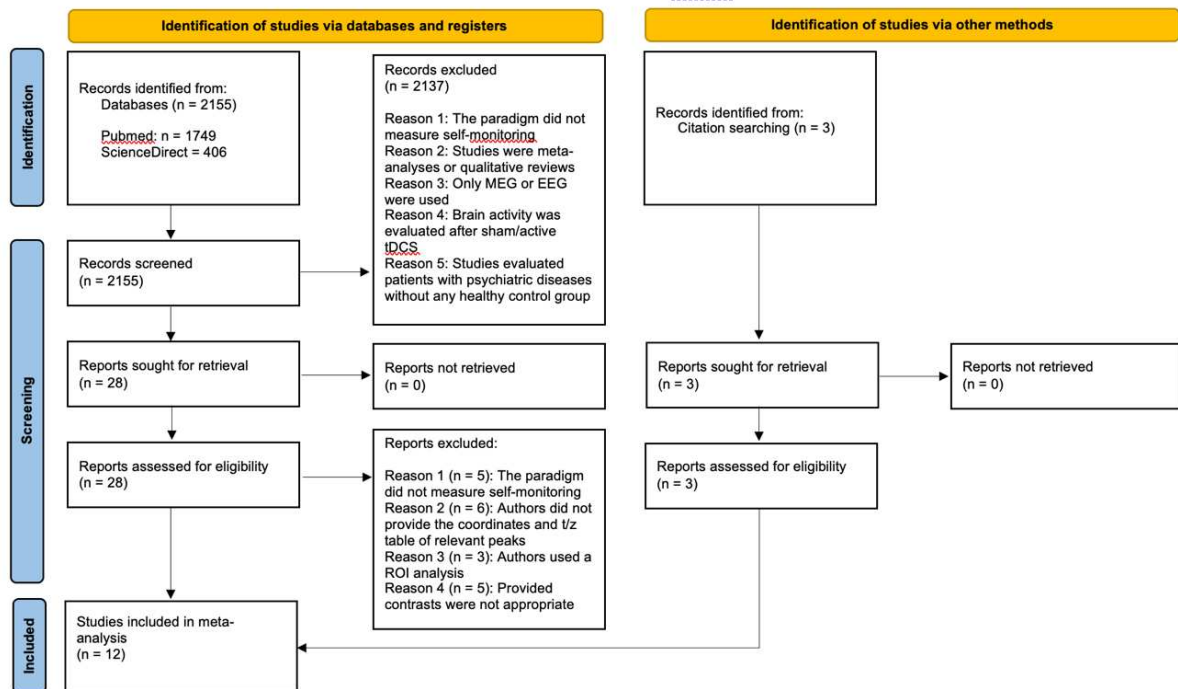 Identification of studies via databases and registers
Identification of studies via other methods
Identification
Records identified from:
Databases (n = 2155)
Pubmed: n = 1749
ScienceDirect = 406
Records excluded
(n = 2137)
Reason 1: The paradigm did not
measure self-monitoring
Reason 2: Studies were meta-
analyses or qualitative reviews
Reason 3: Only MEG or EEG
were used
Reason 4: Brain activity was
evaluated after sham/active
tDCS
Reason 5: Studies evaluated
patients with psychiatric diseases
without any healthy control group
Records identified from:
Citation searching (n = 3)
Screening
Records screened
(n = 2155)
Reports sought for retrieval
(n = 28)
Reports not retrieved
(n = 0)
Reports sought for retrieval
(n = 3)
Reports not retrieved
(n = 0)
Reports assessed for eligibility
(n = 28)
Reports excluded:
Reason 1 (n = 5): The paradigm
did not measure self-monitoring
Reason 2 (n = 6): Authors did not
provide the coordinates and t/z
table of relevant peaks
Reason 3 (n = 3): Authors used a
ROI analysis
Reason 4 (n = 5): Provided
contrasts were not appropriate
Reports assessed for eligibility
(n = 3)
Included
Studies included in meta-
analysis
(n = 12)